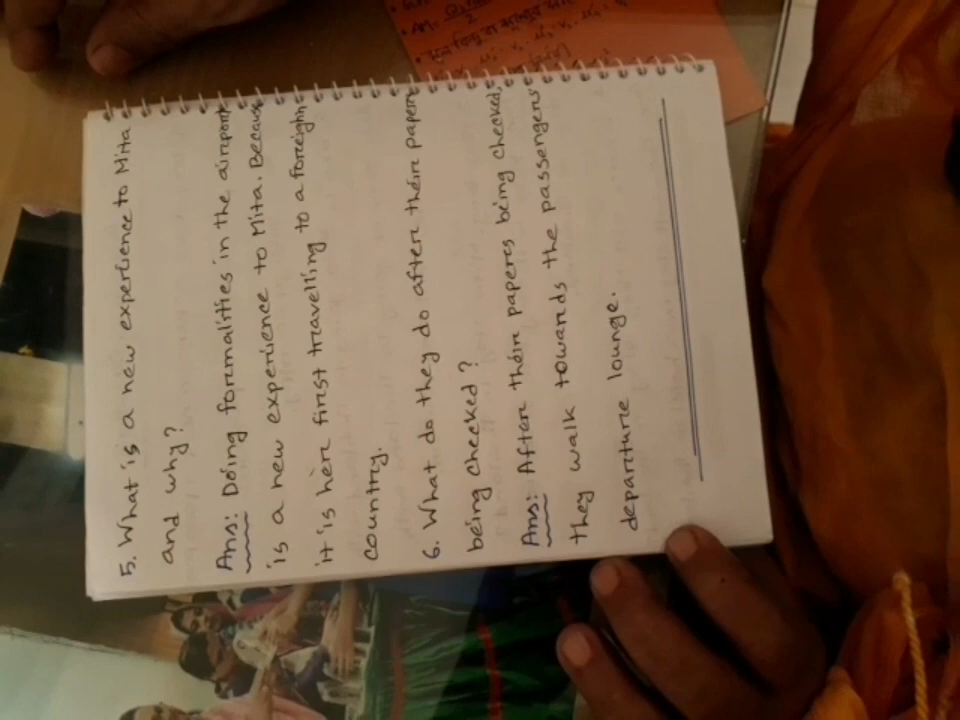 5. What is a new experience to Mita
and why?
Ans: Doing formalities in the airport
is a new experience to Mita. Because
it is here first travelling to a foreighn
country.
6. What do they do after their papers
being checked?
Ans: After their papers being checked,
they walk towards the passengers'
departure lounge.